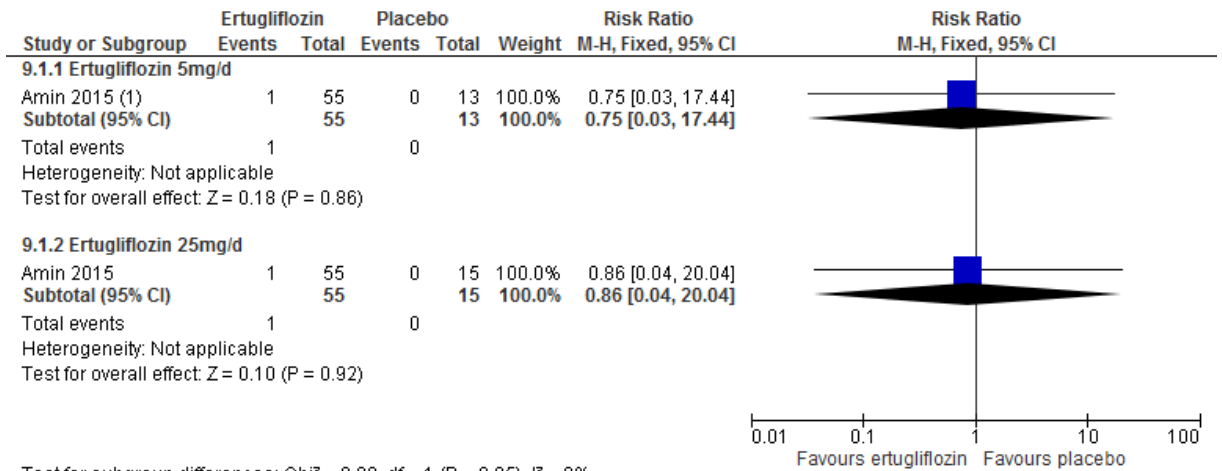 Ertugliflozin Placebo Risk Ratio Risk Ratio
Study or Subgroup Events Total Events Total Weight M-H, Fixed, 95% CI M-H, Fixed, 95% CI
9.1.1 Ertugliflozin 5mg/d
Amin 2015 (1) 1 55 0 13 100.0% 0.75 [0.03, 17.44]
Subtotal (95% CI) 55 13 100.0% 0.75 [0.03, 17.44]
Total events 1 0
Heterogeneity: Not applicable
Test for overall effect: Z = 0.18 (P = 0.86)
9.1.2 Ertugliflozin 25mg/d
Amin 2015 1 55 0 15 100.0% 0.86 [0.04, 20.04]
Subtotal (95% CI) 55 15 100.0% 0.86 [0.04, 20.04]
Total events 1 0
Heterogeneity: Not applicable
Test for overall effect: Z = 0.10 (P = 0.92)
0.01 0.1 1 10 100
Favours ertugliflozin Favours placebo
Test for subgroup differences: